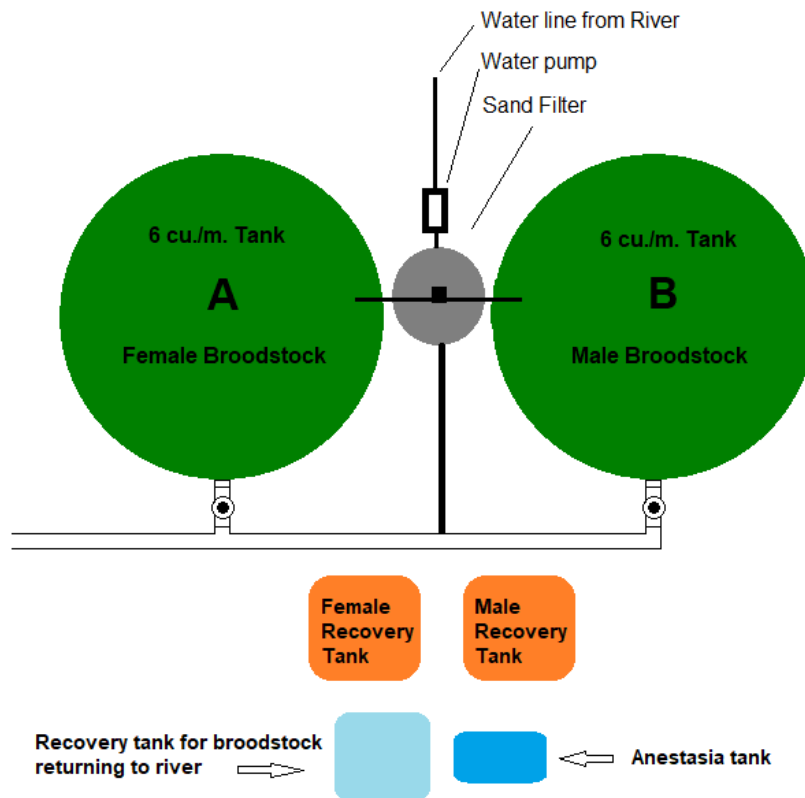 Water line from River
Water pump
Sand Filter
6 cu./m. Tank
A
Female Broodstock
6 cu./m. Tank
B
Male Broodstock
Female
Recovery
Tank
Male
Recovery
Tank
Recovery tank for broodstock
returning to river
Anestasia tank